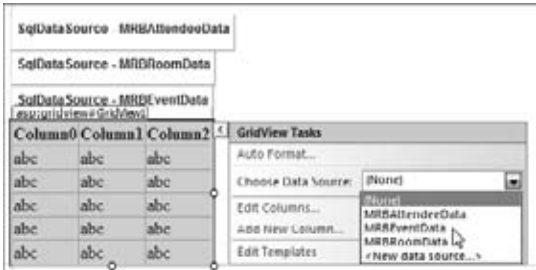 SqlDataSource - MRBAttendeeData
SqlDataSource - MRBRoomData
SqlDataSource - MRBEventData
asp:gridview#GridView1
Column0 Column1 Column2
abc abc abc
abc abc abc
abc abc abc
abc abc abc
abc abc abc
GridView Tasks
Auto Format...
Choose Data Source: (None)
(None)
MRBAttendeeData
MRBEventData
MRBRoomData
<New data source...>
Edit Columns...
Add New Column...
Edit Templates